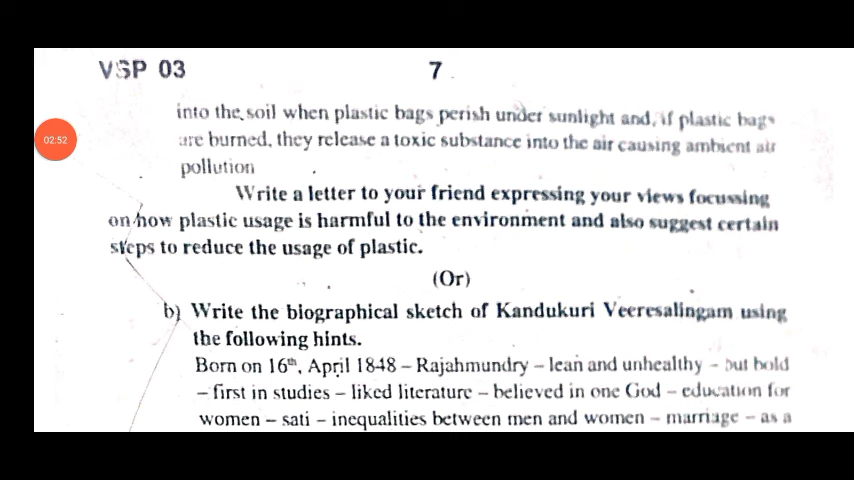 VSP 03 7
02:52
into the soil when plastic bags perish under sunlight and, if plastic bags
are burned, they release a toxic substance into the air causing ambient air
pollution
Write a letter to your friend expressing your views focussing
on how plastic usage is harmful to the environment and also suggest certain
steps to reduce the usage of plastic.
(Or)
b) Write the biographical sketch of Kandukuri Veeresalingam using
the following hints.
Born on 16th, April 1848 – Rajahmundry – lean and unhealthy – but bold
– first in studies – liked literature – believed in one God – education for
women – sati – inequalities between men and women – marriage – as a